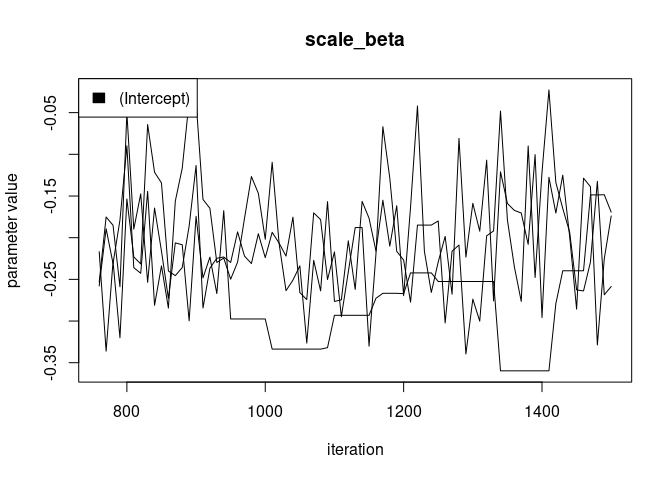 scale_beta
(Intercept)
-0.05
-0.15
-0.25
-0.35
parameter value
800 1000 1200 1400
iteration